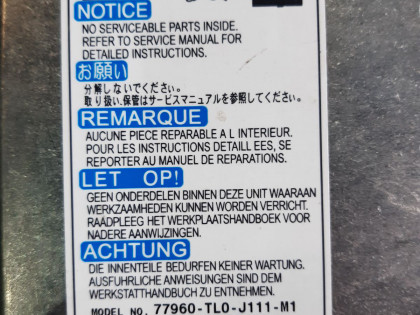 NOTICE
NO SERVICEABLE PARTS INSIDE.
REFER TO SERVICE MANUAL FOR
DETAILED INSTRUCTIONS.
お願い
分解しないでください。
取り扱い、保管はサービスマニュアルを参照してください。
REMARQUE
AUCUNE PIECE REPARABLE A L INTERIEUR.
POUR LES INSTRUCTIONS DETAILL EES, SE
REPORTER AU MANUEL DE REPARATIONS.
LET OP!
GEEN ONDERDELEN BINNEN DEZE UNIT WAARAAN
WERKZAAMHEDEN KUNNEN WORDEN VERRICHT.
RAADPLEEG HET WERKPLAATSHANDBOEK VOOR
NADERE AANWIJZINGEN.
ACHTUNG
DIE INNENTEILE BEDURFEN KEINER WARTUNG.
AUSFUHRLICHE ANWEISUNGEN SIND DEM
WERKSTATTHANDBUCH ZU ENTNEHMEN.
MODEL NO. 77960-TL0-J111-M1